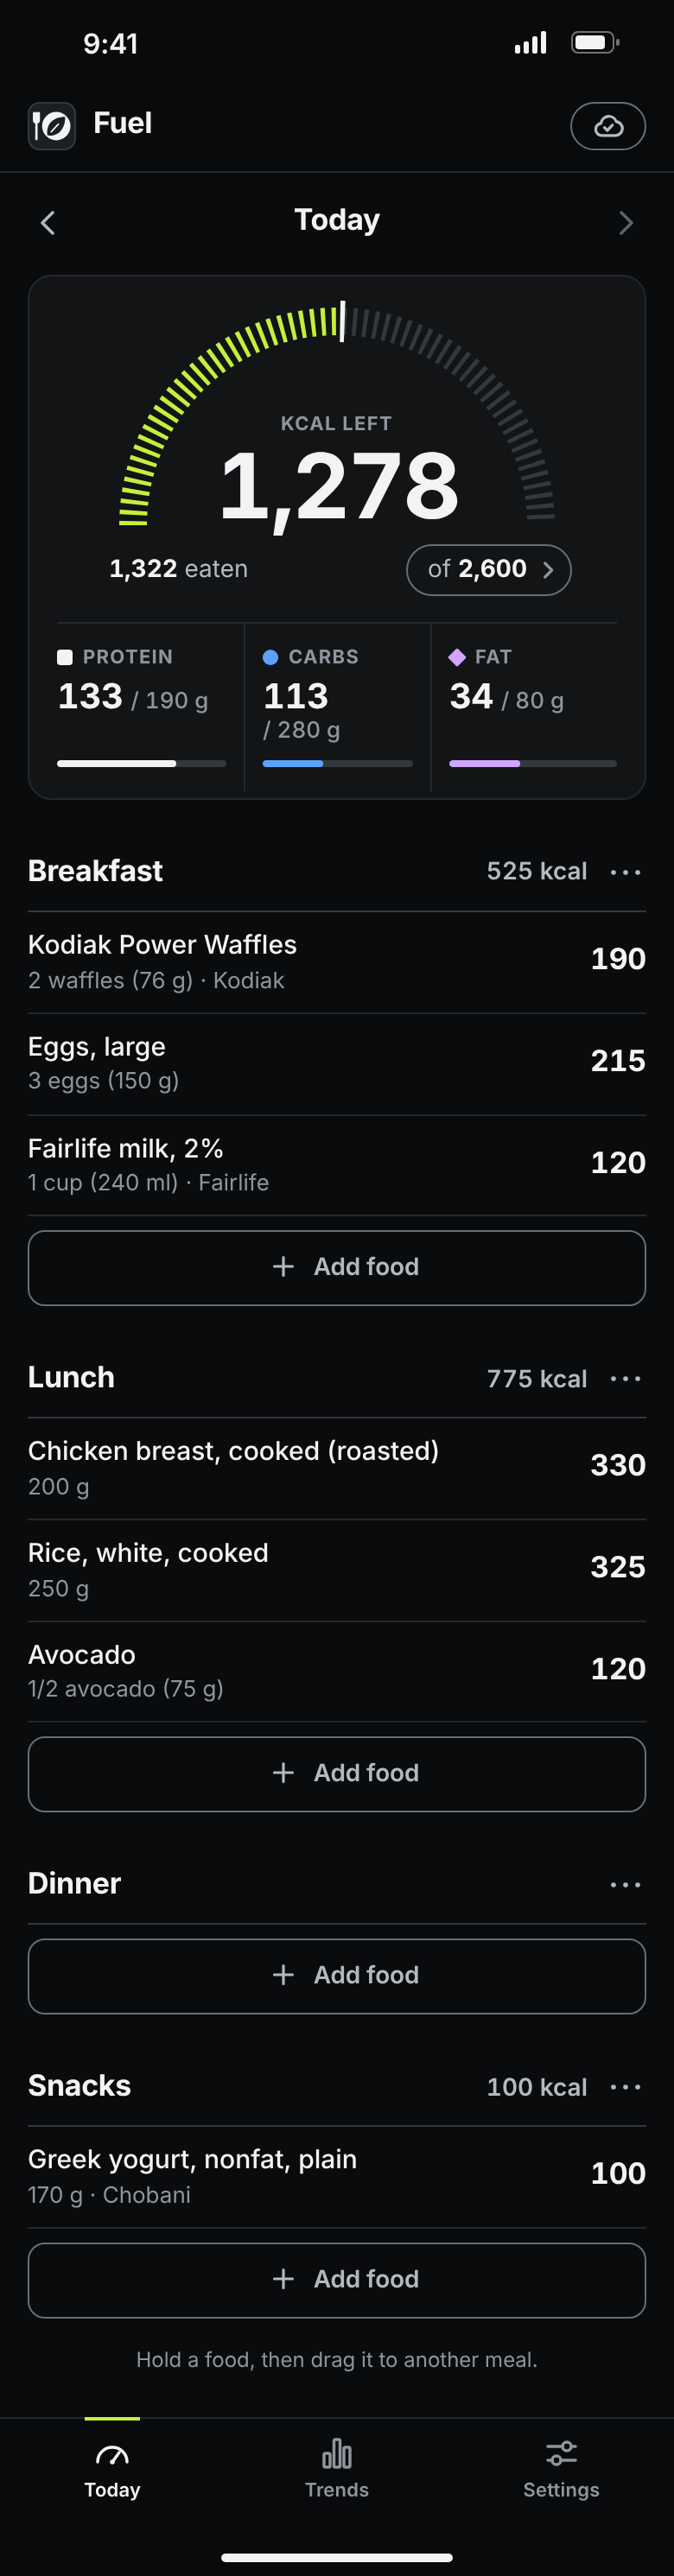 9:41
Fuel
Today
KCAL LEFT
1,278
1,322 eaten
of 2,600
PROTEIN
133 / 190 g
CARBS
113
/ 280 g
FAT
34 / 80 g
Breakfast
525 kcal
Kodiak Power Waffles
2 waffles (76 g) · Kodiak
190
Eggs, large
3 eggs (150 g)
215
Fairlife milk, 2%
1 cup (240 ml) · Fairlife
120
Add food
Lunch
775 kcal
Chicken breast, cooked (roasted)
200 g
330
Rice, white, cooked
250 g
325
Avocado
1/2 avocado (75 g)
120
Add food
Dinner
Add food
Snacks
100 kcal
Greek yogurt, nonfat, plain
170 g · Chobani
100
Add food
Hold a food, then drag it to another meal.
Today
Trends
Settings